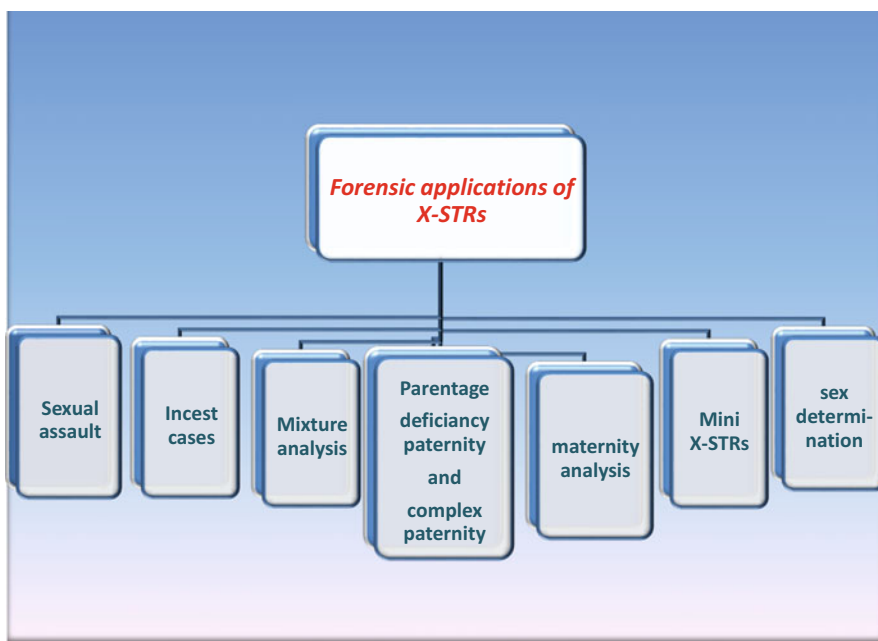 Forensic applications of
X-STRs
Sexual
assault
Incest
cases
Mixture
analysis
Parentage
deficiancy
paternity
and
complex
paternity
maternity
analysis
Mini
X-STRs
sex
determi-
nation